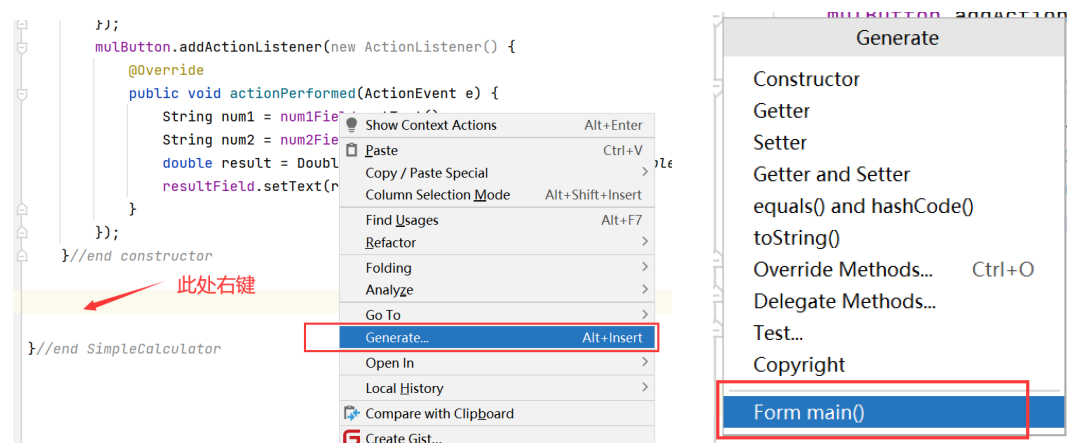 });
mulButton.addActionListener(new ActionListener() {
@Override
public void actionPerformed(ActionEvent e) {
String num1 = num1Field
String num2 = num2Fie
double result = Doubl
resultField.setText(r
}
});
}//end constructor
此处右键
}//end SimpleCalculator
Show Context Actions Alt+Enter
Paste Ctrl+V
Copy / Paste Special
Column Selection Mode Alt+Shift+Insert
Find Usages Alt+F7
Refactor
Folding
Analyze
Go To
Generate... Alt+Insert
Open In
Local History
Compare with Clipboard
Create Gist...
mulButton.addAction
Generate
Constructor
Getter
Setter
Getter and Setter
equals() and hashCode()
toString()
Override Methods... Ctrl+O
Delegate Methods...
Test...
Copyright
Form main()